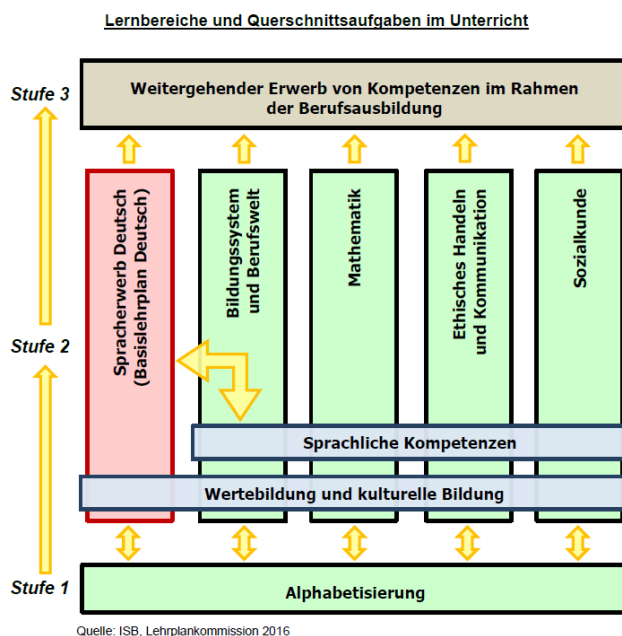 Lernbereiche und Querschnittsaufgaben im Unterricht
Stufe 3
Weitergehender Erwerb von Kompetenzen im Rahmen
der Berufsausbildung
Stufe 2
Spracherwerb Deutsch
(Basislehrplan Deutsch)
Bildungssystem
und Berufswelt
Mathematik
Ethisches Handeln
und Kommunikation
Sozialkunde
Sprachliche Kompetenzen
Wertebildung und kulturelle Bildung
Stufe 1
Alphabetisierung
Quelle: ISB, Lehrplankommission 2016